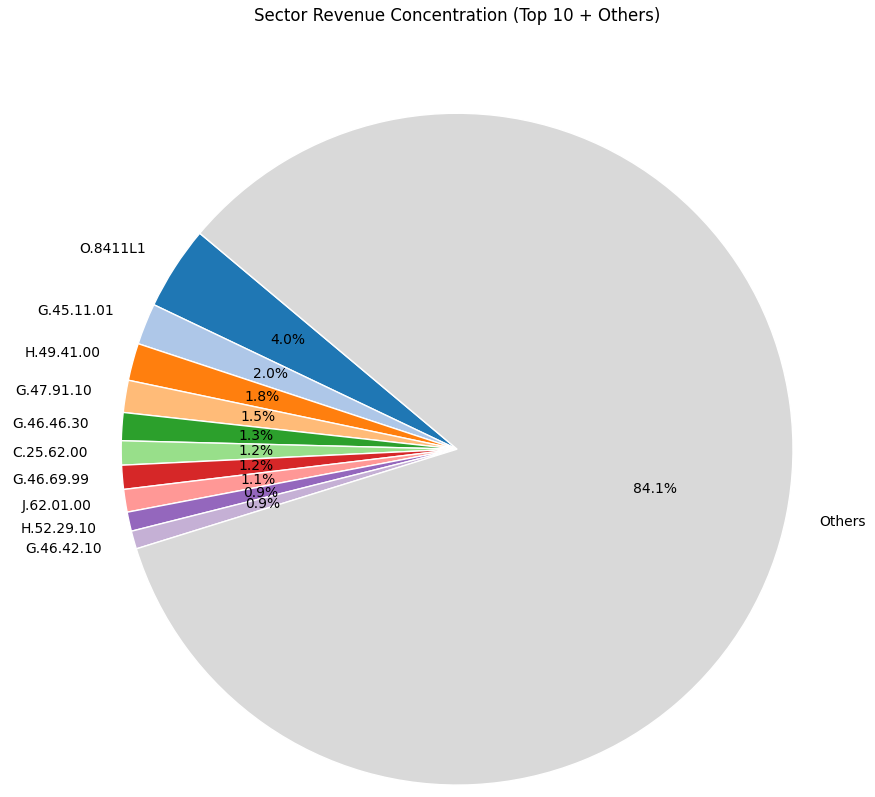 Sector Revenue Concentration (Top 10 + Others)
O.8411L1
4.0%
G.45.11.01
2.0%
H.49.41.00
1.8%
G.47.91.10
1.5%
G.46.46.30
1.3%
C.25.62.00
1.2%
G.46.69.99
1.2%
J.62.01.00
1.1%
H.52.29.10
0.9%
G.46.42.10
0.9%
84.1%
Others